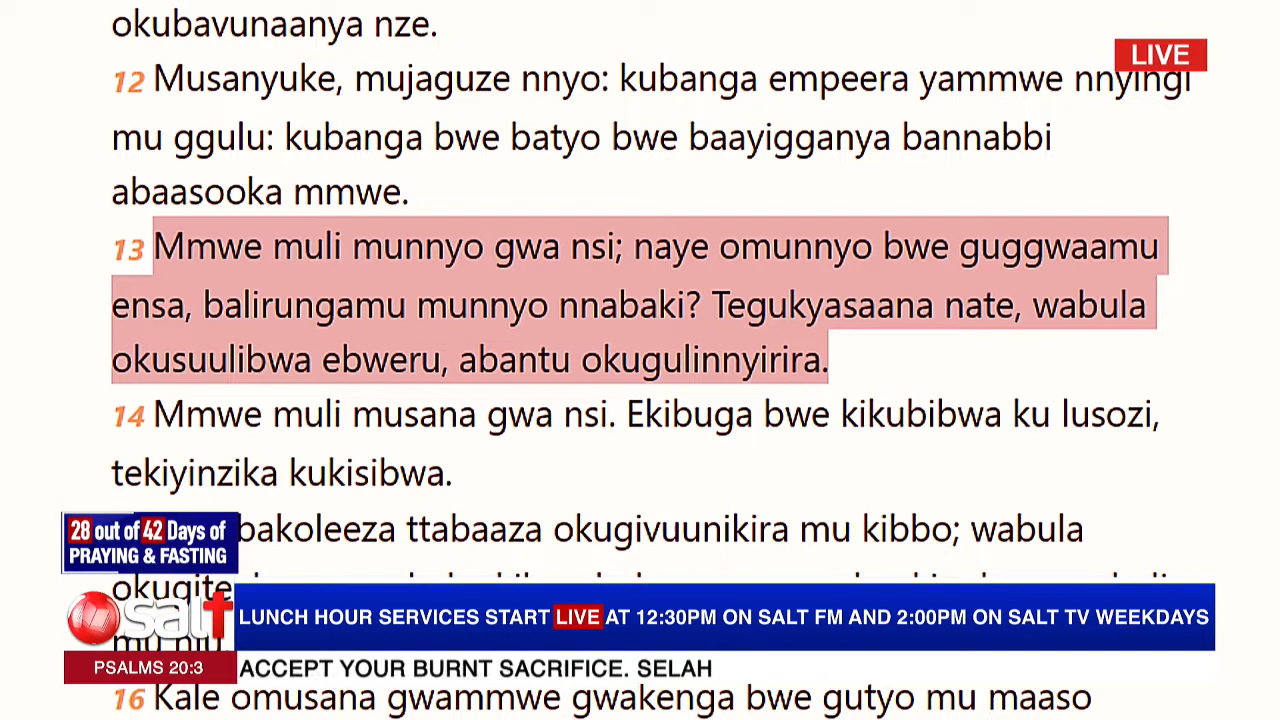 okubavunaanya nze.
LIVE
12 Musanyuke, mujaguze nnyo: kubanga empeera yammwe nnyingi
mu ggulu: kubanga bwe batyo bwe baayigganya bannabbi
abaasooka mmwe.
13 Mmwe muli munnyo gwa nsi; naye omunnyo bwe guggwaamu
ensa, balirungamu munnyo nnabaki? Tegukyasaana nate, wabula
okusuulibwa ebweru, abantu okugulinnyirira.
14 Mmwe muli musana gwa nsi. Ekibuga bwe kikubibwa ku lusozi,
tekiyinzika kukisibwa.
28 out of 42 Days of
PRAYING & FASTING
bakoleeza ttabaaza okugivuunikira mu kibbo; wabula
okugite
salt
LUNCH HOUR SERVICES START LIVE AT 12:30PM ON SALT FM AND 2:00PM ON SALT TV WEEKDAYS
mu nju
PSALMS 20:3
ACCEPT YOUR BURNT SACRIFICE. SELAH
16 Kale omusana gwammwe gwakenga bwe gutyo mu maaso